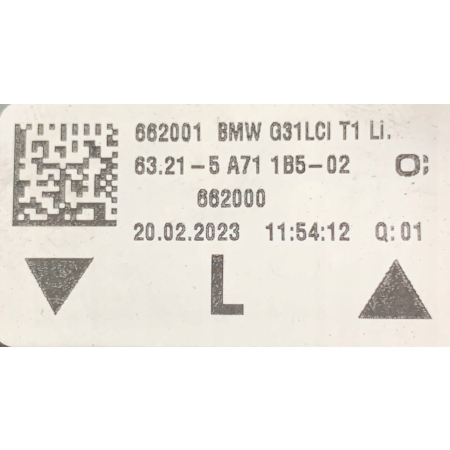 662001 BMW G31LCI T1 Li.
63.21-5 A71 1B5-02 O:
662000
20.02.2023 11:54:12 Q:01
L